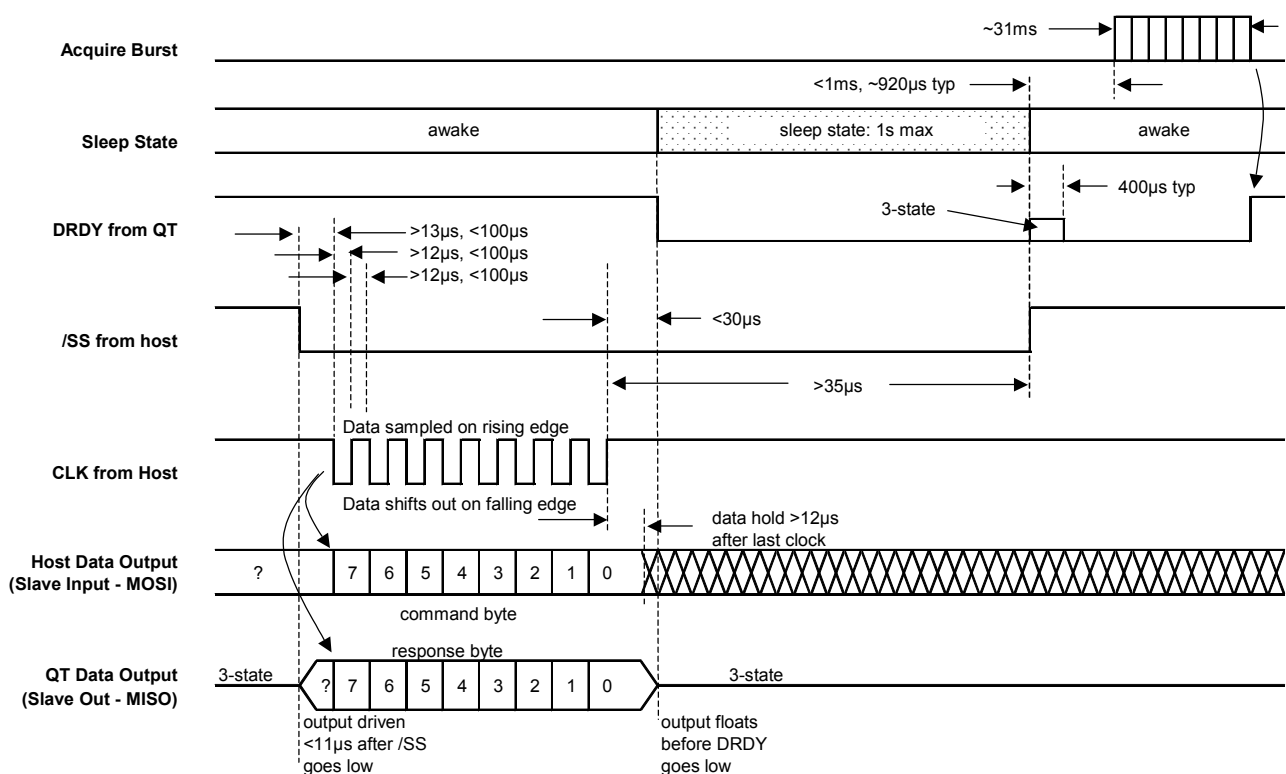 Acquire Burst
~31ms
<1ms, ~920µs typ
Sleep State
awake
sleep state: 1s max
awake
400µs typ
3-state
DRDY from QT
>13µs, <100µs
>12µs, <100µs
>12µs, <100µs
/SS from host
<30µs
>35µs
Data sampled on rising edge
CLK from Host
Data shifts out on falling edge
data hold >12µs
after last clock
Host Data Output
(Slave Input - MOSI)
? 7 6 5 4 3 2 1 0
command byte
response byte
QT Data Output
(Slave Out - MISO)
3-state
? 7 6 5 4 3 2 1 0
3-state
output driven
<11µs after /SS
goes low
output floats
before DRDY
goes low